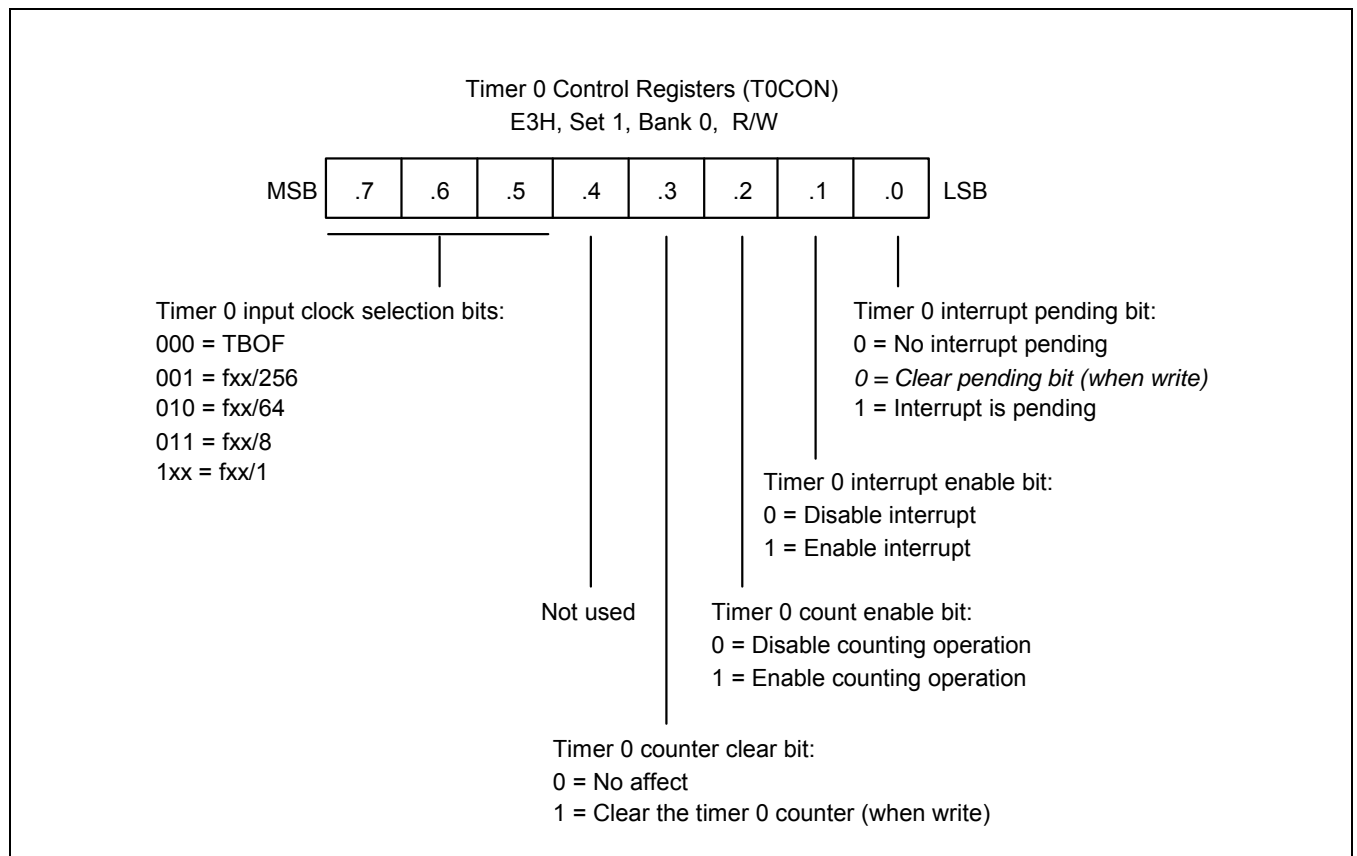 Timer 0 Control Registers (T0CON)
E3H, Set 1, Bank 0, R/W
MSB .7 .6 .5 .4 .3 .2 .1 .0 LSB
Timer 0 input clock selection bits:
000 = TBOF
001 = fxx/256
010 = fxx/64
011 = fxx/8
1xx = fxx/1
Timer 0 interrupt pending bit:
0 = No interrupt pending
0 = Clear pending bit (when write)
1 = Interrupt is pending
Timer 0 interrupt enable bit:
0 = Disable interrupt
1 = Enable interrupt
Not used
Timer 0 count enable bit:
0 = Disable counting operation
1 = Enable counting operation
Timer 0 counter clear bit:
0 = No affect
1 = Clear the timer 0 counter (when write)